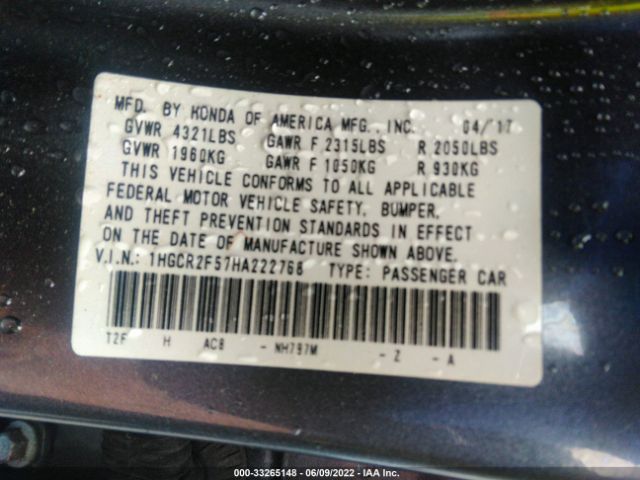 MFD. BY HONDA OF AMERICA MFG., INC. 04/17
GVWR 4321LBS GAWR F 2315LBS R 2050LBS
GVWR 1960KG GAWR F 1050KG R 930KG
THIS VEHICLE CONFORMS TO ALL APPLICABLE
FEDERAL MOTOR VEHICLE SAFETY, BUMPER,
AND THEFT PREVENTION STANDARDS IN EFFECT
ON THE DATE OF MANUFACTURE SHOWN ABOVE.
V.I.N.: 1HGCR2F57HA222768 TYPE: PASSENGER CAR
T2F H AC8 - NH797M - Z - A
000-33265148 - 06/09/2022 - IAA Inc.